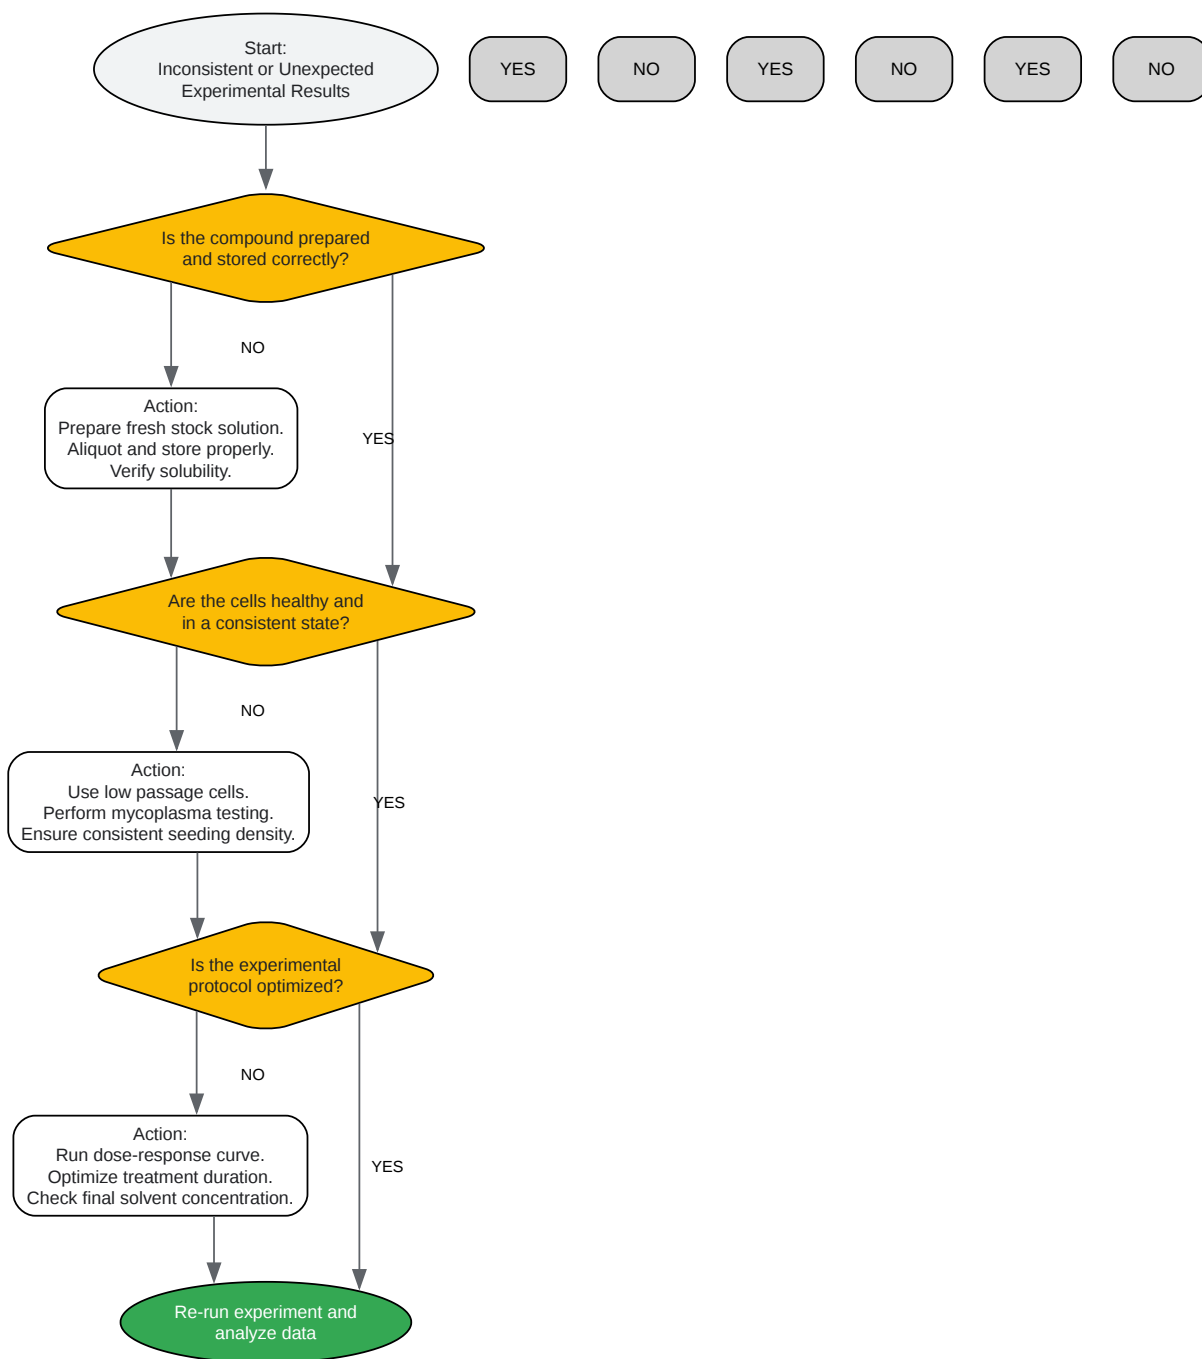 Start:
Inconsistent or Unexpected
Experimental Results
YES
NO
YES
NO
YES
NO
Is the compound prepared
and stored correctly?
NO
Action:
Prepare fresh stock solution.
Aliquot and store properly.
Verify solubility.
YES
Are the cells healthy and
in a consistent state?
NO
Action:
Use low passage cells.
Perform mycoplasma testing.
Ensure consistent seeding density.
YES
Is the experimental
protocol optimized?
NO
Action:
Run dose-response curve.
Optimize treatment duration.
Check final solvent concentration.
YES
Re-run experiment and
analyze data